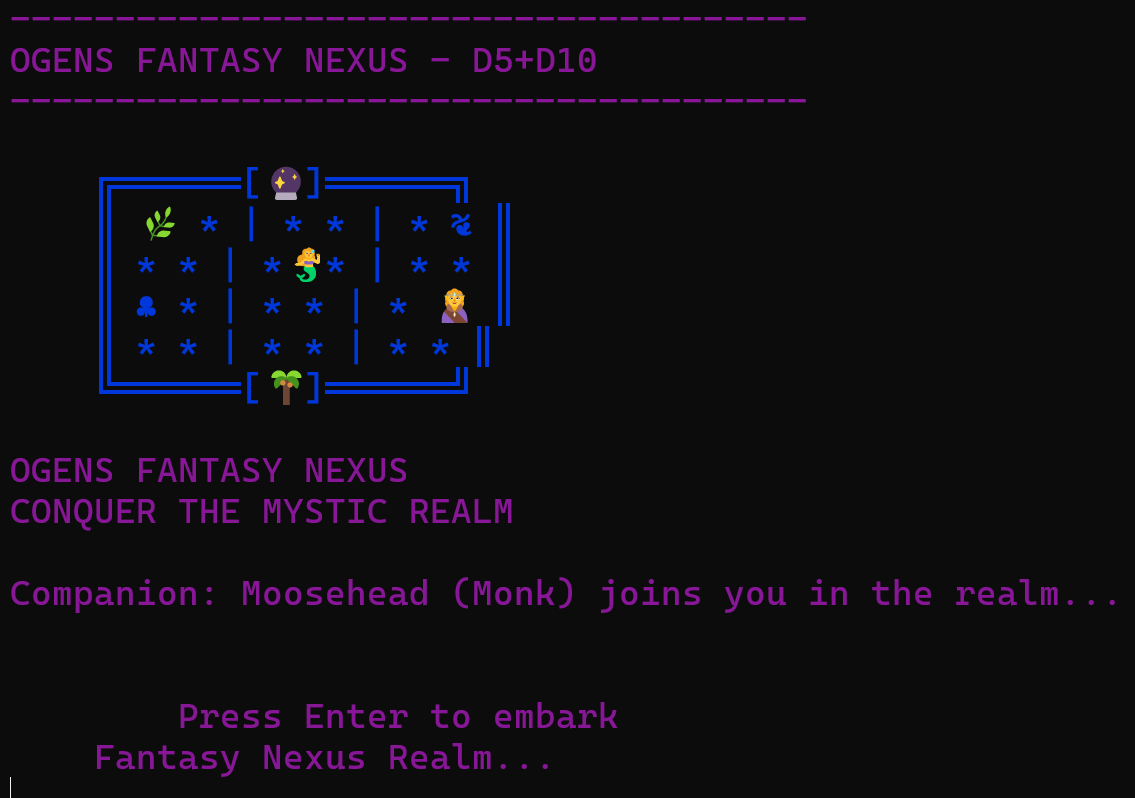 --------------------------------------
OGENS FANTASY NEXUS - D5+D10
--------------------------------------
╔══════[🔮]══════╗
║ 🌿 * | * * | * ❦ ║
║ * * | *🧜‍♀️* | * * ║
║ ♣ * | * * | * 🧝‍♀️ ║
║ * * | * * | * * ║
╚══════[🌴]══════╝
OGENS FANTASY NEXUS
CONQUER THE MYSTIC REALM
Companion: Moosehead (Monk) joins you in the realm...
Press Enter to embark
Fantasy Nexus Realm...